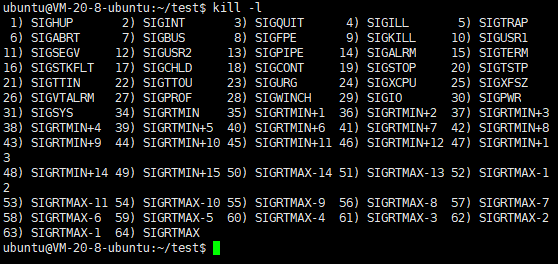 ubuntu@VM-20-8-ubuntu:~/test$ kill -l
 1) SIGHUP       2) SIGINT       3) SIGQUIT      4) SIGILL       5) SIGTRAP
 6) SIGABRT      7) SIGBUS       8) SIGFPE       9) SIGKILL     10) SIGUSR1
11) SIGSEGV     12) SIGUSR2     13) SIGPIPE     14) SIGALRM     15) SIGTERM
16) SIGSTKFLT   17) SIGCHLD     18) SIGCONT     19) SIGSTOP     20) SIGTSTP
21) SIGTTIN     22) SIGTTOU     23) SIGURG      24) SIGXCPU     25) SIGXFSZ
26) SIGVTALRM   27) SIGPROF     28) SIGWINCH    29) SIGIO       30) SIGPWR
31) SIGSYS      34) SIGRTMIN    35) SIGRTMIN+1  36) SIGRTMIN+2  37) SIGRTMIN+3
38) SIGRTMIN+4  39) SIGRTMIN+5  40) SIGRTMIN+6  41) SIGRTMIN+7  42) SIGRTMIN+8
43) SIGRTMIN+9  44) SIGRTMIN+10 45) SIGRTMIN+11 46) SIGRTMIN+12 47) SIGRTMIN+1
3
48) SIGRTMIN+14 49) SIGRTMIN+15 50) SIGRTMAX-14 51) SIGRTMAX-13 52) SIGRTMAX-1
2
53) SIGRTMAX-11 54) SIGRTMAX-10 55) SIGRTMAX-9  56) SIGRTMAX-8  57) SIGRTMAX-7
58) SIGRTMAX-6  59) SIGRTMAX-5  60) SIGRTMAX-4  61) SIGRTMAX-3  62) SIGRTMAX-2
63) SIGRTMAX-1  64) SIGRTMAX
ubuntu@VM-20-8-ubuntu:~/test$